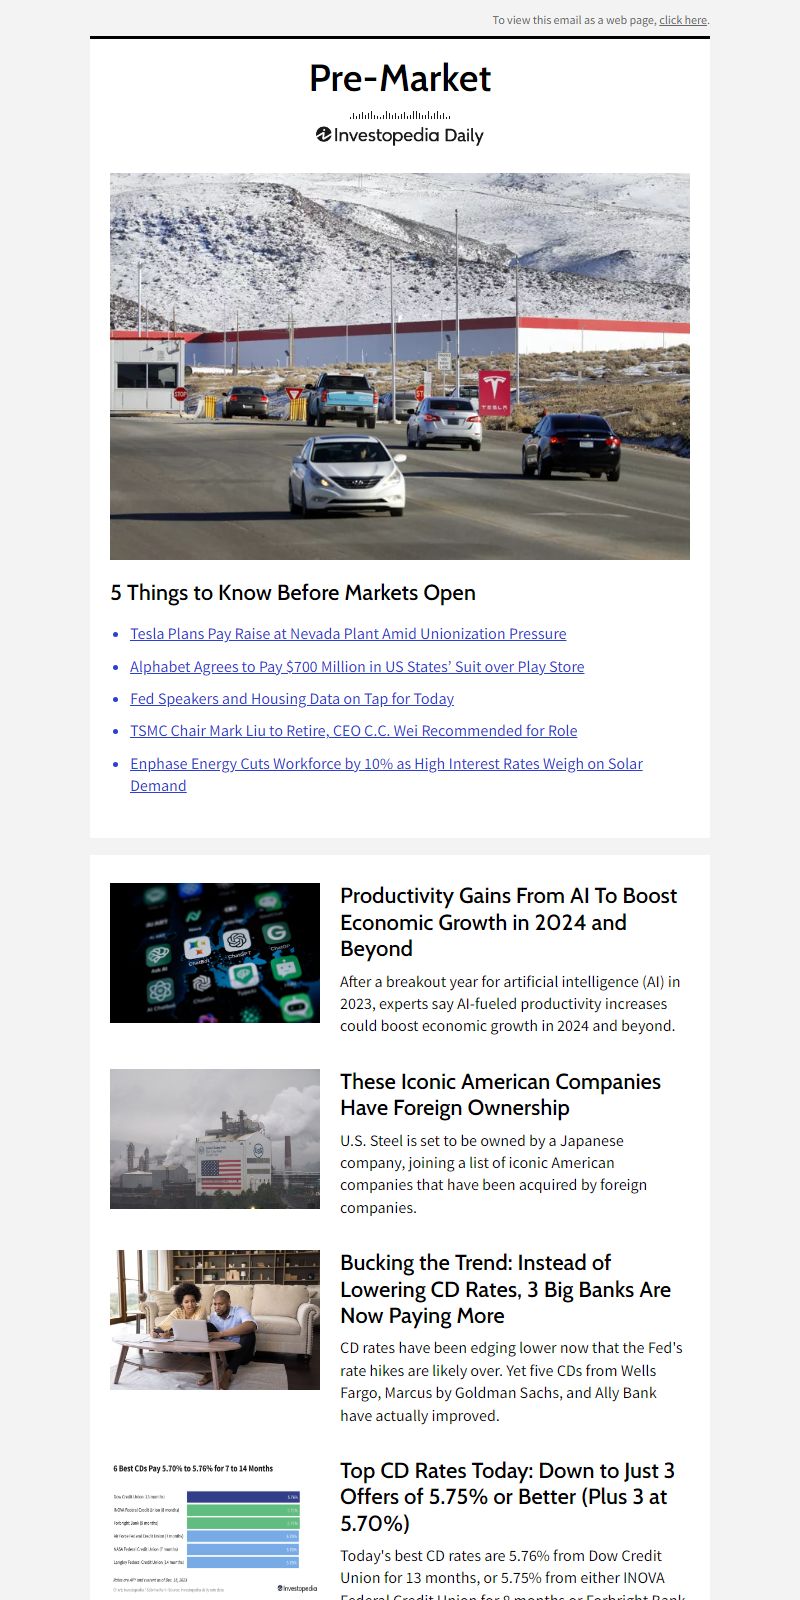 To view this email as a web page, click here.
Pre-Market
Investopedia Daily
STOP
STOP
TESLA
5 Things to Know Before Markets Open
Tesla Plans Pay Raise at Nevada Plant Amid Unionization Pressure
Alphabet Agrees to Pay $700 Million in US States’ Suit over Play Store
Fed Speakers and Housing Data on Tap for Today
TSMC Chair Mark Liu to Retire, CEO C.C. Wei Recommended for Role
Enphase Energy Cuts Workforce by 10% as High Interest Rates Weigh on Solar
Demand
Productivity Gains From AI To Boost
Economic Growth in 2024 and
Beyond
After a breakout year for artificial intelligence (AI) in
2023, experts say AI-fueled productivity increases
could boost economic growth in 2024 and beyond.
These Iconic American Companies
Have Foreign Ownership
U.S. Steel is set to be owned by a Japanese
company, joining a list of iconic American
companies that have been acquired by foreign
companies.
Bucking the Trend: Instead of
Lowering CD Rates, 3 Big Banks Are
Now Paying More
CD rates have been edging lower now that the Fed's
rate hikes are likely over. Yet five CDs from Wells
Fargo, Marcus by Goldman Sachs, and Ally Bank
have actually improved.
6 Best CDs Pay 5.70% to 5.76% for 7 to 14 Months
Investopedia
Top CD Rates Today: Down to Just 3
Offers of 5.75% or Better (Plus 3 at
5.70%)
Today's best CD rates are 5.76% from Dow Credit
Union for 13 months, or 5.75% from either INOVA
Federal Credit Union for 8 months or Forbright Bank